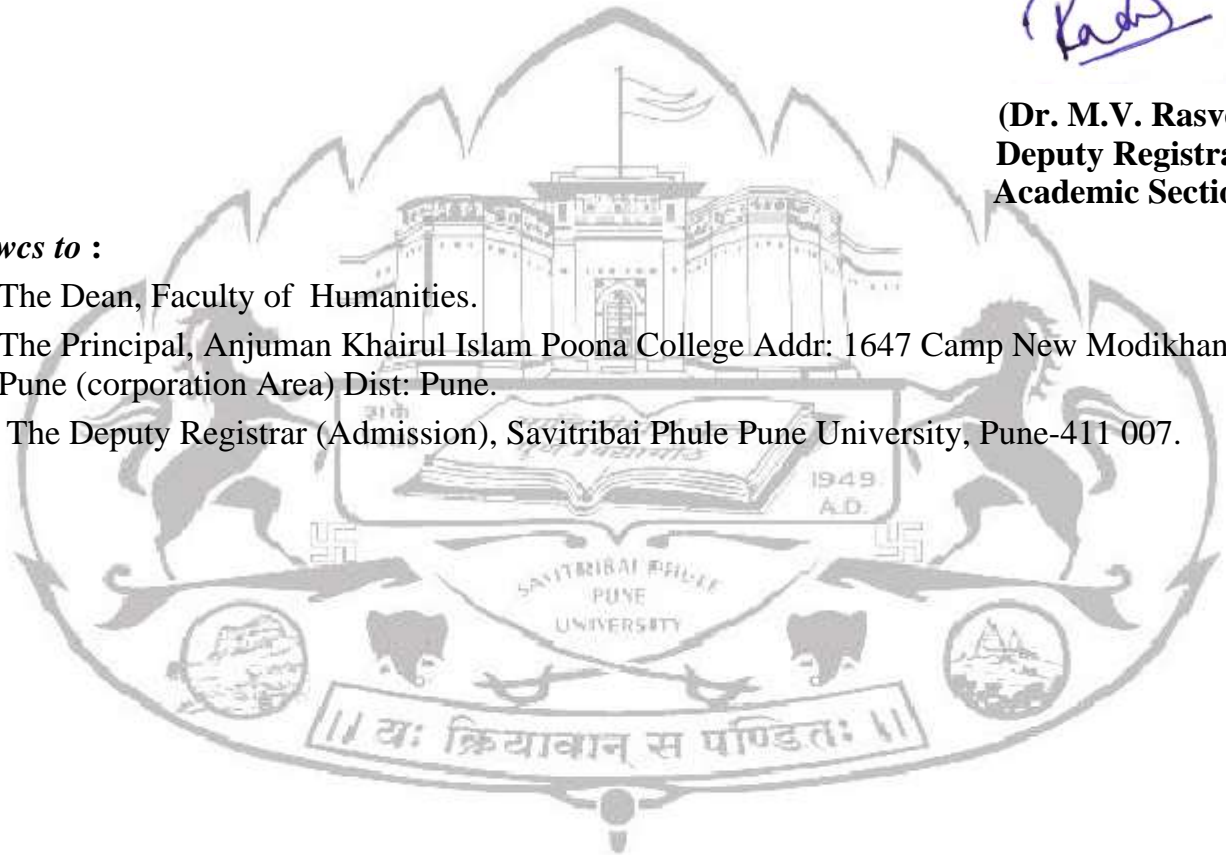 (Dr. M.V. Rasv
Deputy Registra
Academic Sectio
wcs to :
The Dean, Faculty of Humanities.
The Principal, Anjuman Khairul Islam Poona College Addr: 1647 Camp New Modikhan
Pune (corporation Area) Dist: Pune.
The Deputy Registrar (Admission), Savitribai Phule Pune University, Pune-411 007.
1949
A.D.
SAVITRIBAI PHULE
PUNE
UNIVERSITY
॥ यः क्रियावान् स पण्डितः ॥